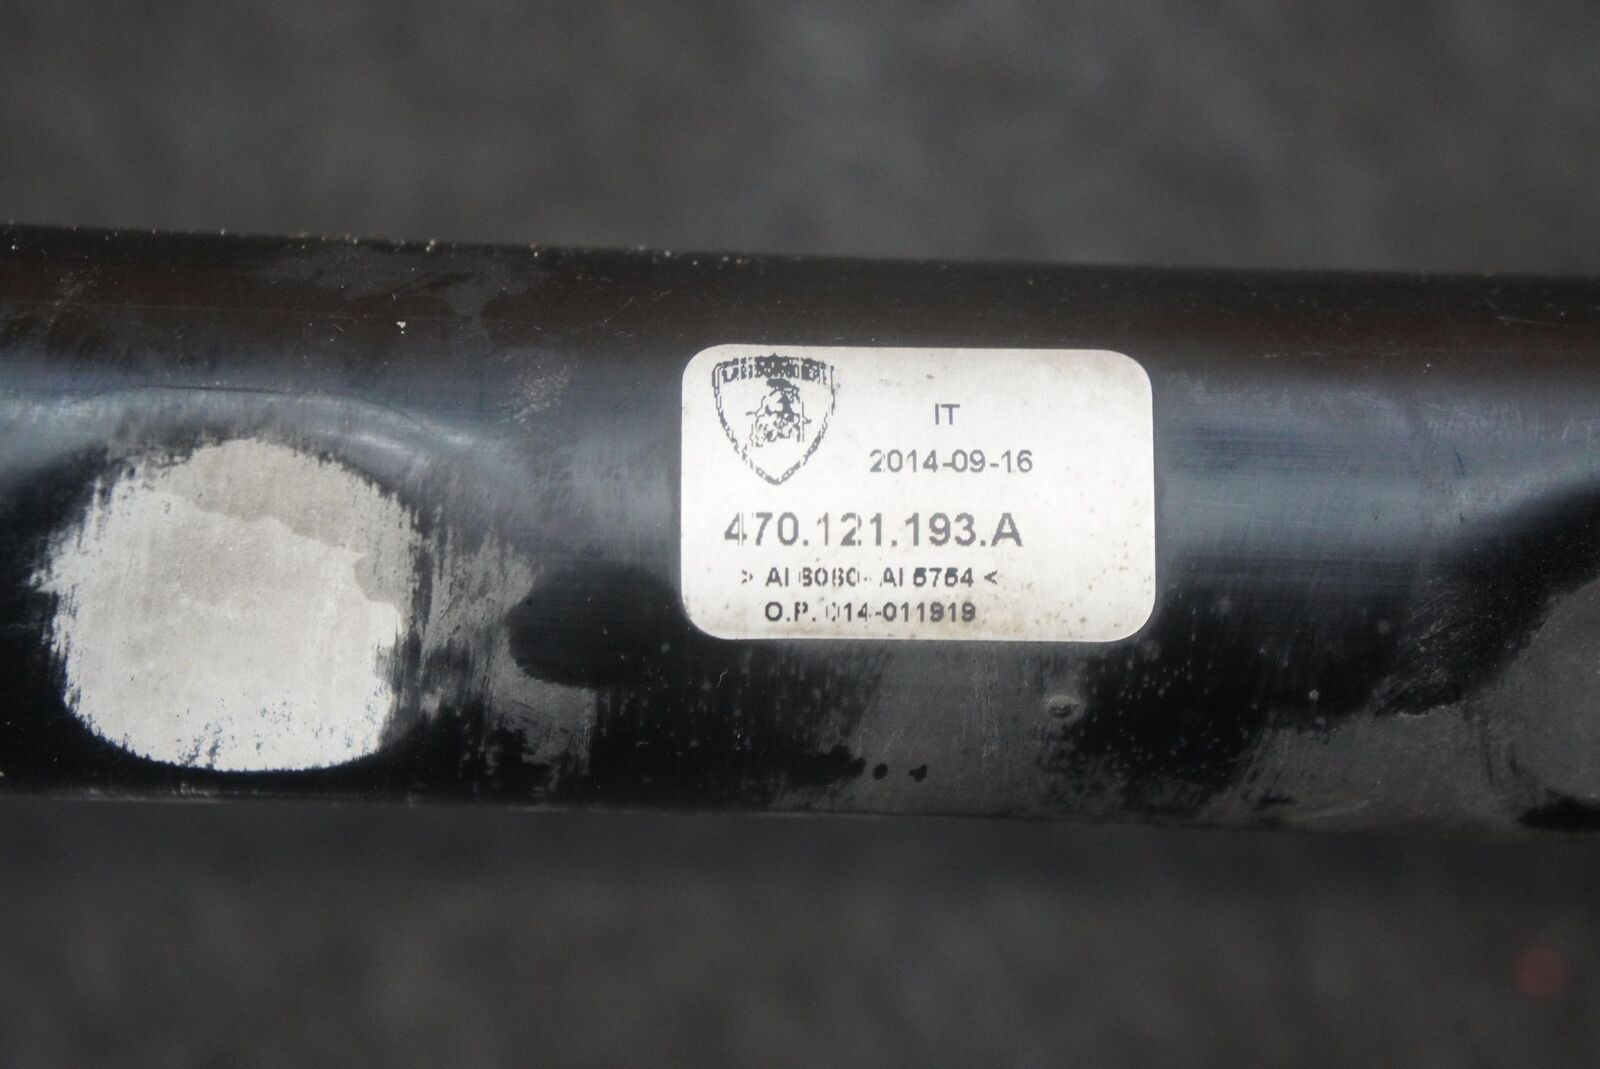 IT
2014-09-16
470.121.193.A
> Al 6060- Al 5754 <
O.P. 014-011919